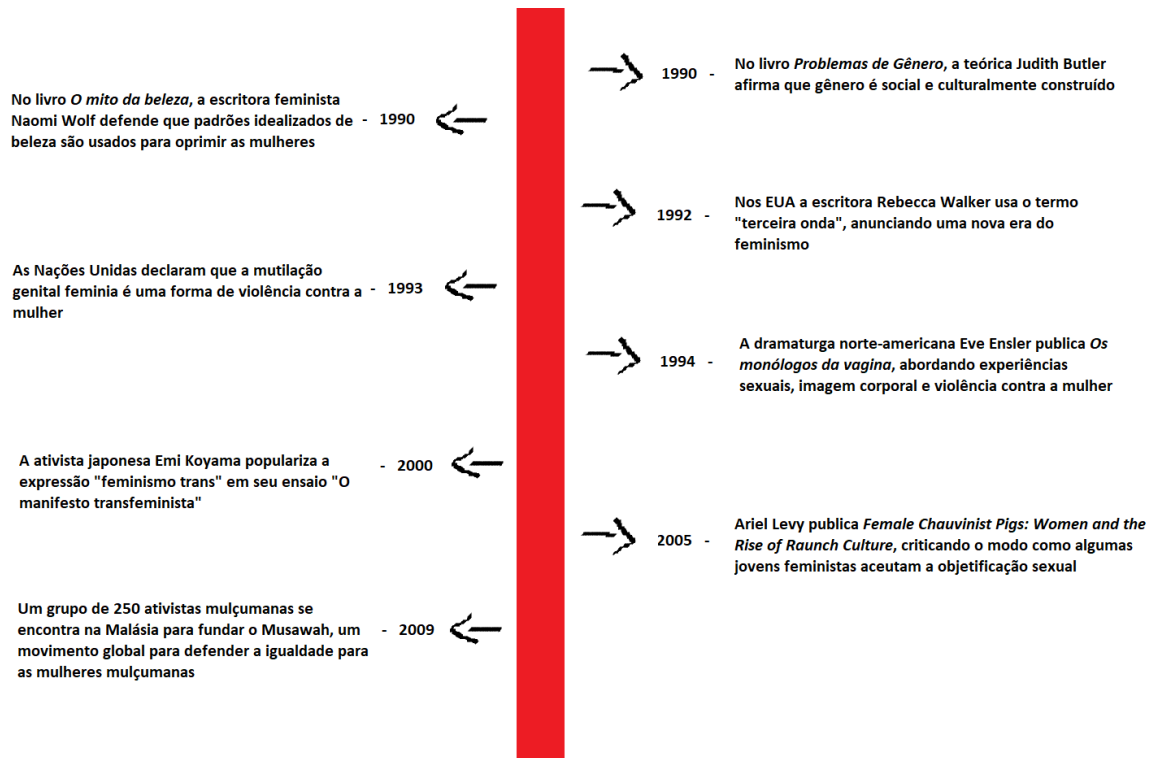 1990 - No livro Problemas de Gênero, a teórica Judith Butler
afirma que gênero é social e culturalmente construído
No livro O mito da beleza, a escritora feminista
Naomi Wolf defende que padrões idealizados de - 1990
beleza são usados para oprimir as mulheres
Nos EUA a escritora Rebecca Walker usa o termo
1992 - "terceira onda", anunciando uma nova era do
feminismo
As Nações Unidas declaram que a mutilação
genital feminia é uma forma de violência contra a - 1993
mulher
A dramaturga norte-americana Eve Ensler publica Os
1994 - monólogos da vagina, abordando experiências
sexuais, imagem corporal e violência contra a mulher
A ativista japonesa Emi Koyama populariza a - 2000
expressão "feminismo trans" em seu ensaio "O
manifesto transfeminista"
Ariel Levy publica Female Chauvinist Pigs: Women and the
2005 - Rise of Raunch Culture, criticando o modo como algumas
jovens feministas aceutam a objetificação sexual
Um grupo de 250 ativistas mulçumanas se
encontra na Malásia para fundar o Musawah, um - 2009
movimento global para defender a igualdade para
as mulheres mulçumanas